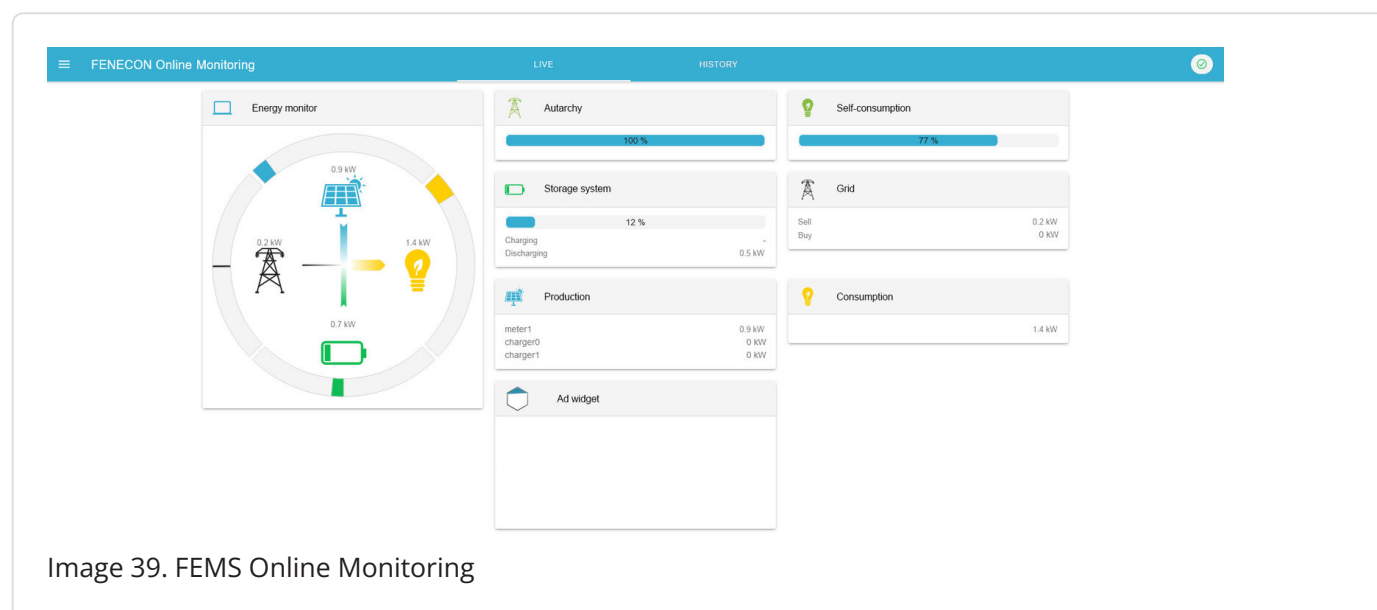 FENECON Online Monitoring
LIVE
HISTORY
Energy monitor
0.9 kW
0.2 kW
1.4 kW
0.7 kW
Autarchy
100 %
Self-consumption
77 %
Storage system
12 %
Charging -
Discharging 0.5 kW
Grid
Sell 0.2 kW
Buy 0 kW
Production
meter1 0.9 kW
charger0 0 kW
charger1 0 kW
Consumption
1.4 kW
Ad widget
Image 39. FEMS Online Monitoring